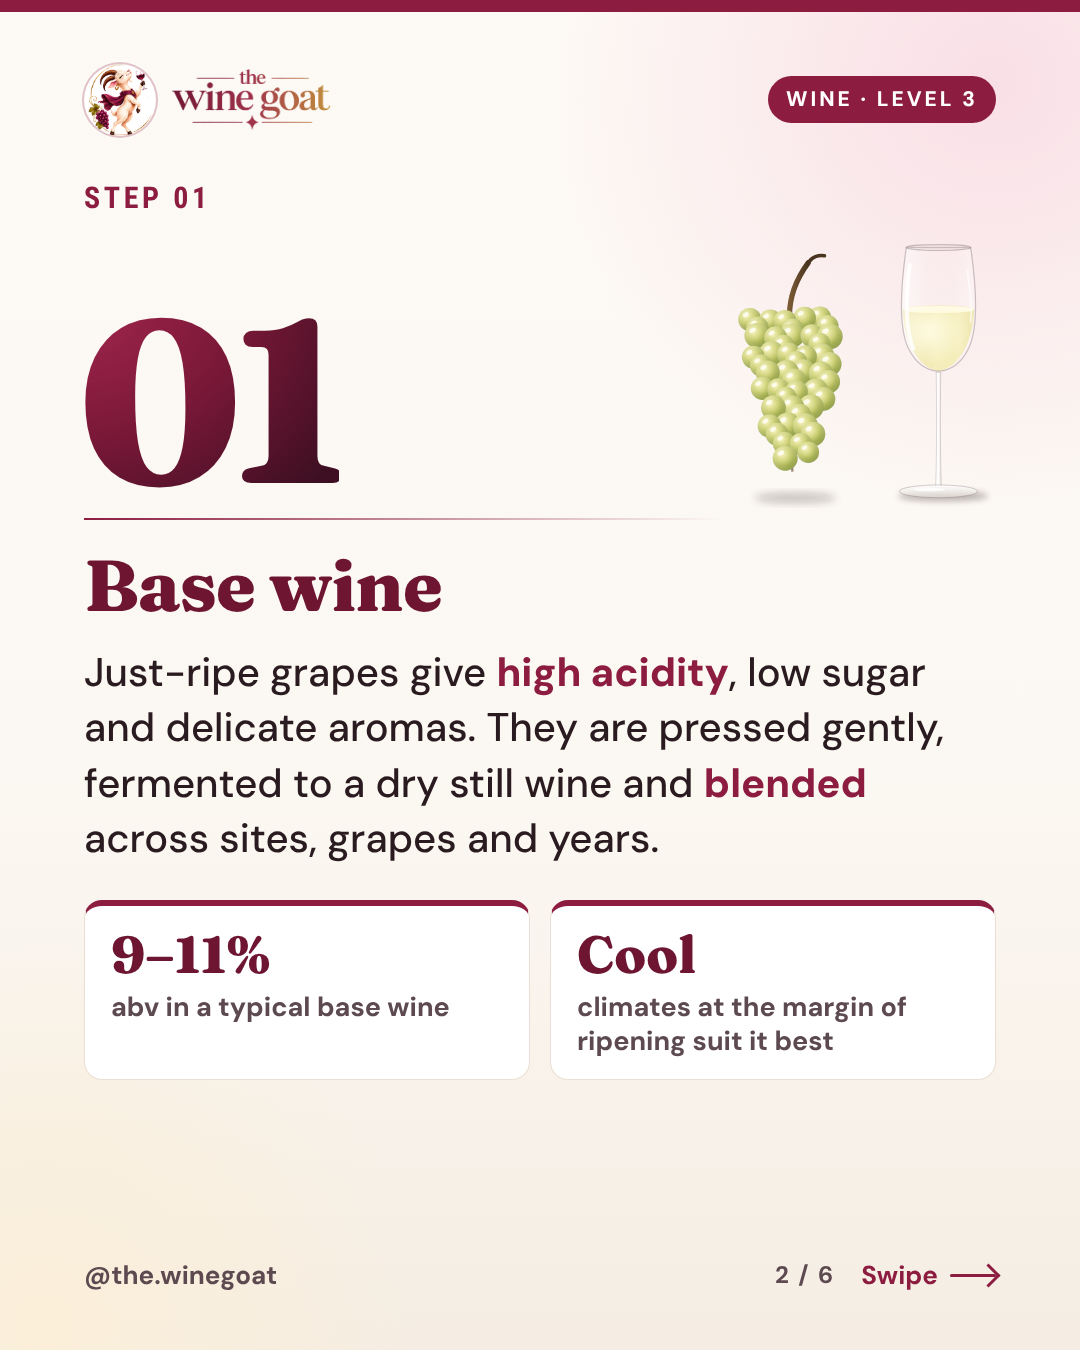 the
wine goat
WINE · LEVEL 3
STEP 01
01
Base wine
Just-ripe grapes give high acidity, low sugar
and delicate aromas. They are pressed gently,
fermented to a dry still wine and blended
across sites, grapes and years.
9–11%
abv in a typical base wine
Cool
climates at the margin of
ripening suit it best
@the.winegoat
2 / 6
Swipe